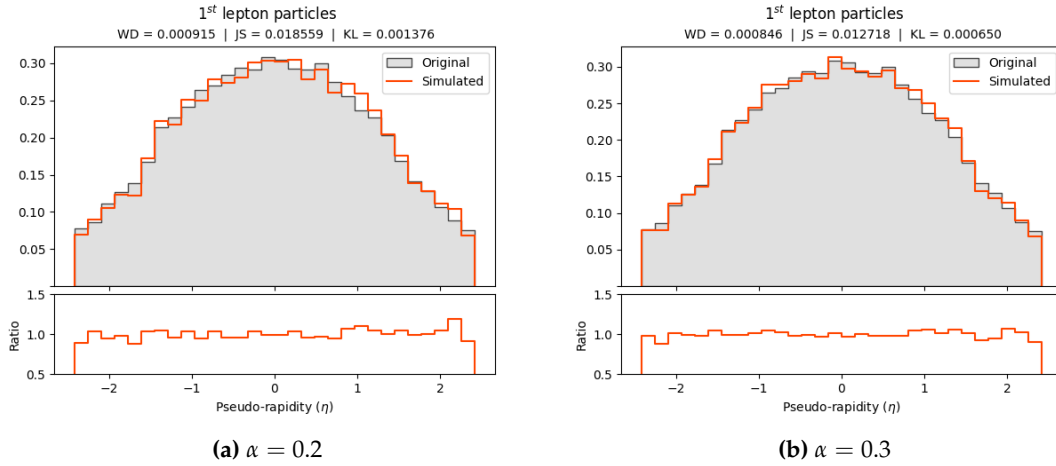 1st lepton particles
WD = 0.000915 | JS = 0.018559 | KL = 0.001376
Original
Simulated
0.30
0.25
0.20
0.15
0.10
0.05
1.5
1.0
0.5
Ratio
−2 −1 0 1 2
Pseudo-rapidity (η)
(a) α = 0.2
1st lepton particles
WD = 0.000846 | JS = 0.012718 | KL = 0.000650
Original
Simulated
0.30
0.25
0.20
0.15
0.10
0.05
1.5
1.0
0.5
Ratio
−2 −1 0 1 2
Pseudo-rapidity (η)
(b) α = 0.3